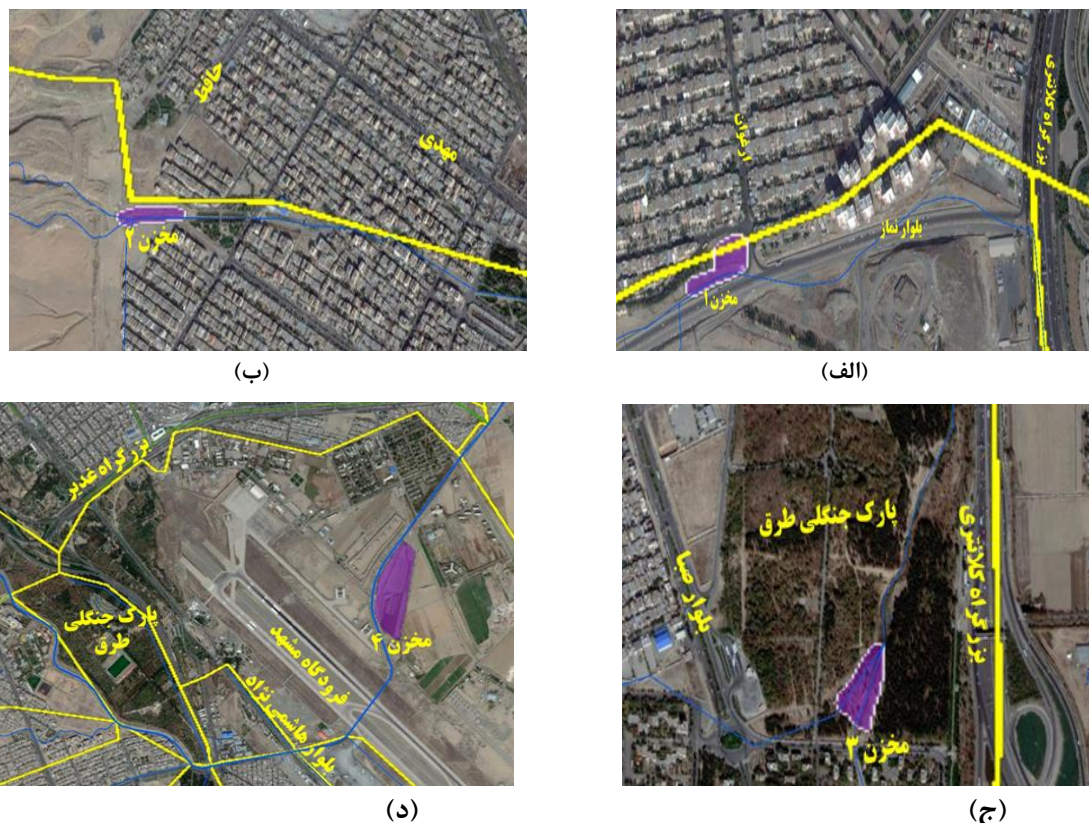 بزرگراه کلانتری
ارغوان
بلوار نماز
مخزن ۱
(الف)
حافظ
مهدی
مخزن ۲
(ب)
پارک جنگلی طرق
بلوار صبا
بزرگراه کلانتری
مخزن ۳
(ج)
بزرگراه غدیر
پارک جنگلی
طرق
فرودگاه مشهد
مخزن ۴
بلوار هاشمی نژاد
(د)